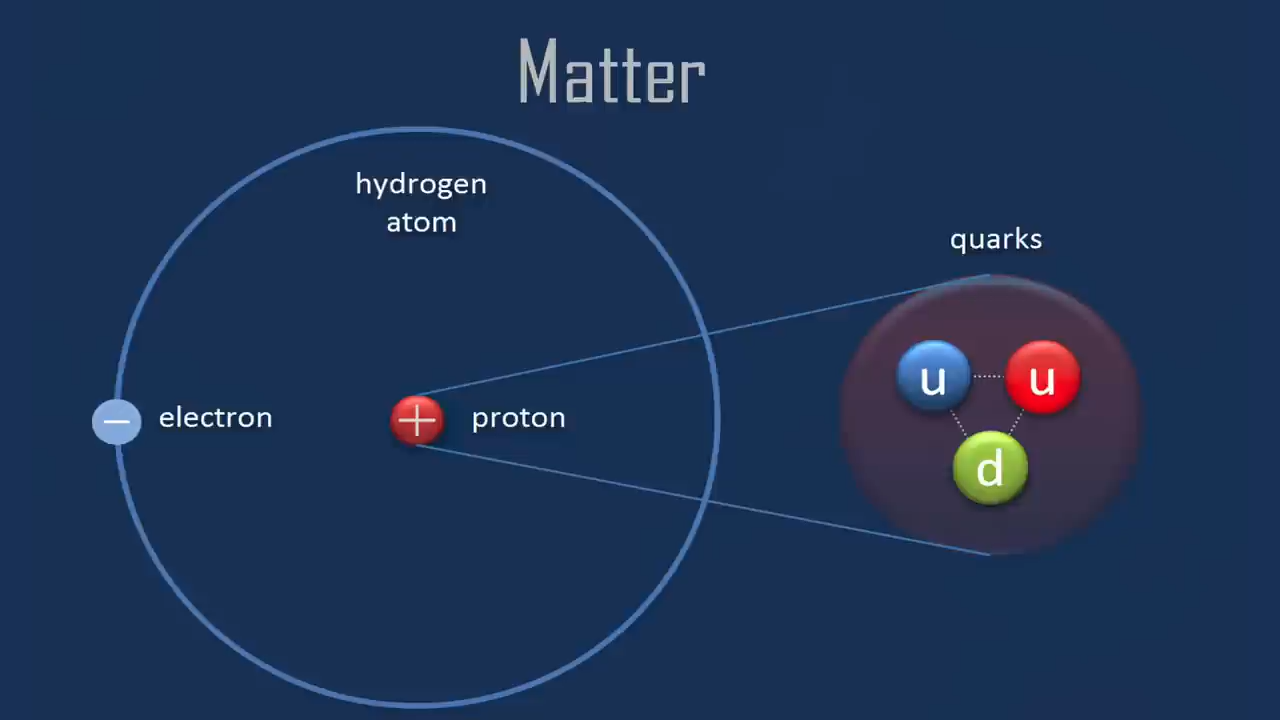 Matter
hydrogen
atom
quarks
u
u
− electron
+ proton
d